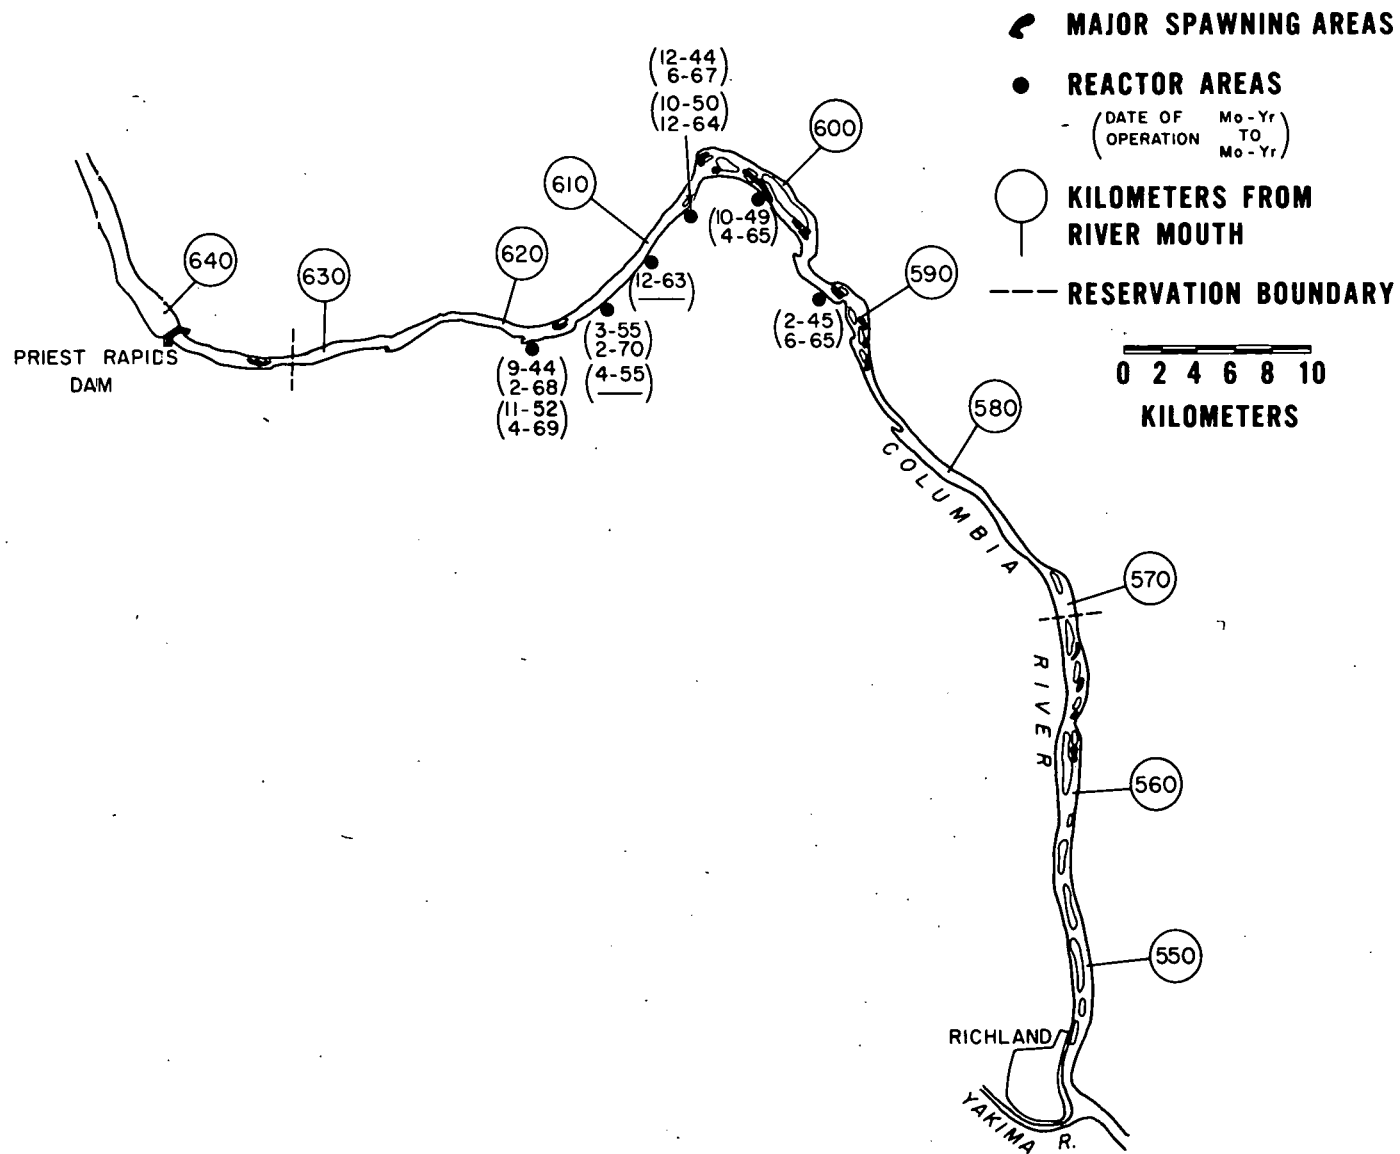 MAJOR SPAWNING AREAS
REACTOR AREAS
(DATE OF OPERATION Mo-Yr TO Mo-Yr)
KILOMETERS FROM
RIVER MOUTH
RESERVATION BOUNDARY
0 2 4 6 8 10
KILOMETERS
(12-44
6-67)
(10-50
12-64)
600
610
(10-49
4-65)
640
630
620
590
(12-63)
(2-45
6-65)
(3-55
2-70)
PRIEST RAPIDS
DAM
(9-44
2-68)
(4-55)
(11-52
4-69)
580
COLUMBIA
RIVER
570
560
550
RICHLAND
YAKIMA R.